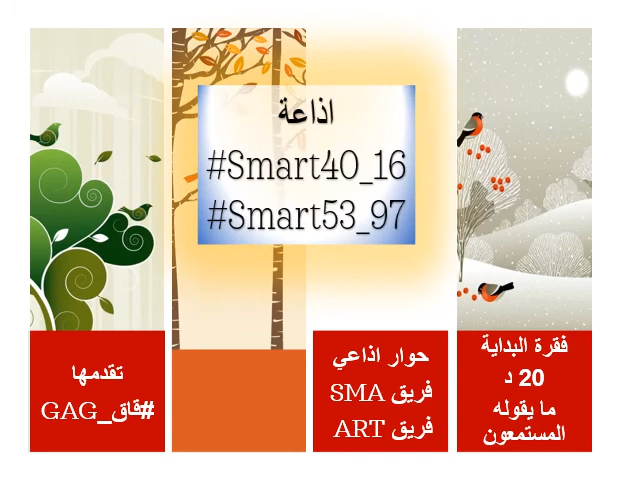 اذاعة
#Smart40_16
#Smart53_97
فقرة البداية
20 د
ما يقوله
المستمعون
حوار اذاعي
فريق SMA
فريق ART
تقدمها
#قاق_GAG